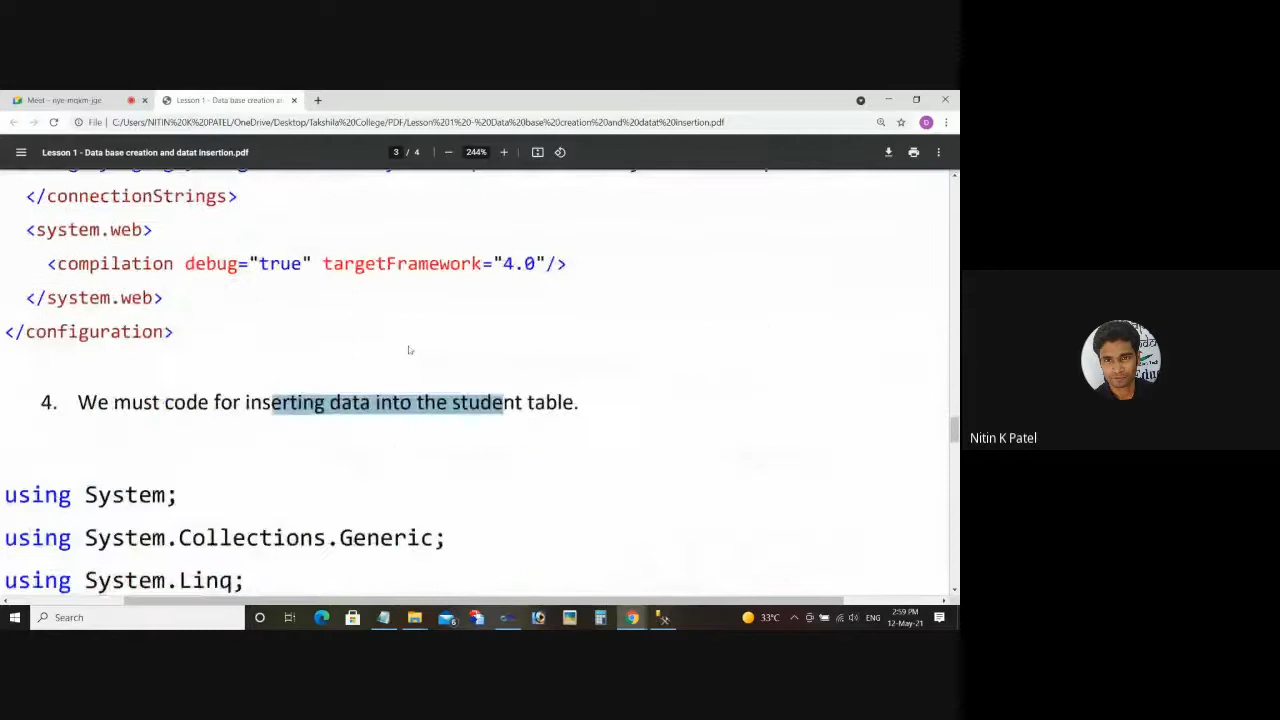 Meet - nye-mqxm-jge
Lesson 1 - Data base creation an
File
C:/Users/NITIN%20K%20PATEL/OneDrive/Desktop/Takshila%20College/PDF/Lesson%201%20-%20Data%20base%20creation%20and%20datat%20insertion.pdf
Lesson 1 - Data base creation and datat insertion.pdf
3 / 4
244%
</connectionStrings>
<system.web>
<compilation debug="true" targetFramework="4.0"/>
</system.web>
</configuration>
4. We must code for inserting data into the student table.
using System;
using System.Collections.Generic;
using System.Linq;
Nitin K Patel
Search
33°C
ENG
2:59 PM
12-May-21